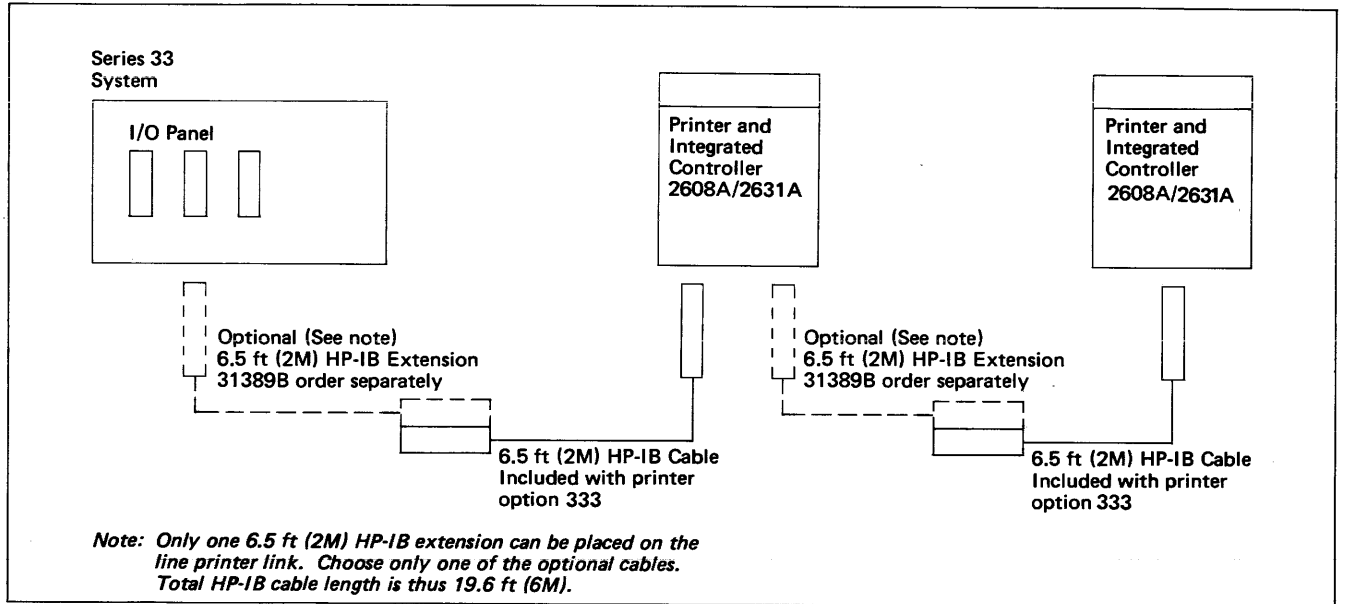 Series 33
System
I/O Panel
Printer and
Integrated
Controller
2608A/2631A
Printer and
Integrated
Controller
2608A/2631A
Optional (See note)
6.5 ft (2M) HP-IB Extension
31389B order separately
Optional (See note)
6.5 ft (2M) HP-IB Extension
31389B order separately
6.5 ft (2M) HP-IB Cable
Included with printer
option 333
6.5 ft (2M) HP-IB Cable
Included with printer
option 333
Note: Only one 6.5 ft (2M) HP-IB extension can be placed on the
line printer link. Choose only one of the optional cables.
Total HP-IB cable length is thus 19.6 ft (6M).